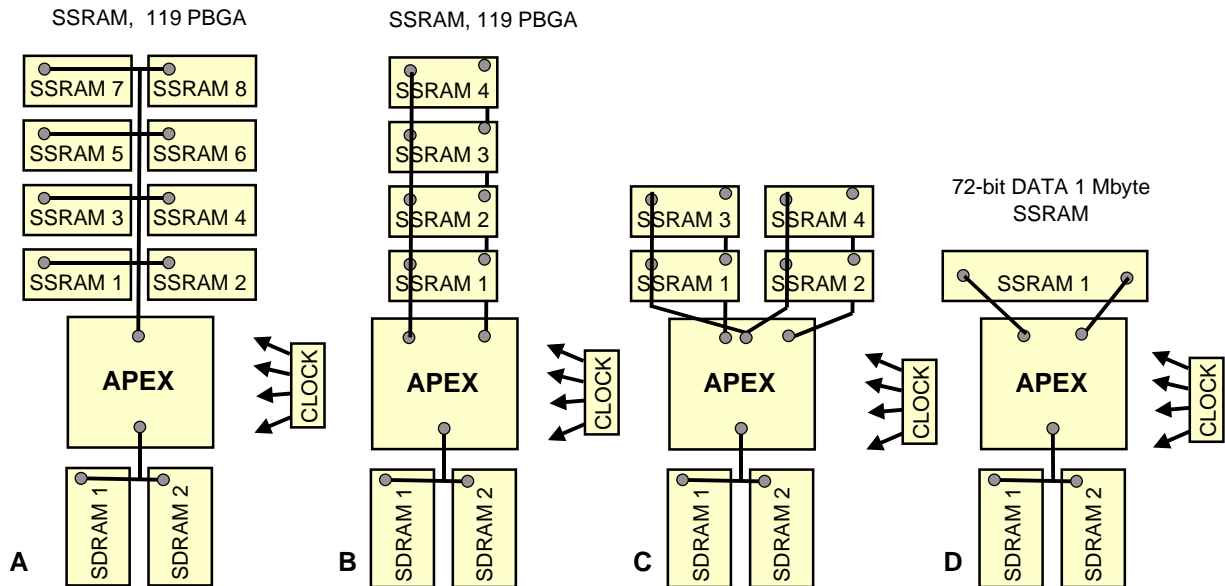 SSRAM, 119 PBGA
SSRAM 7
SSRAM 8
SSRAM 5
SSRAM 6
SSRAM 3
SSRAM 4
SSRAM 1
SSRAM 2
APEX
CLOCK
SDRAM 1
SDRAM 2
A
SSRAM, 119 PBGA
SSRAM 4
SSRAM 3
SSRAM 2
SSRAM 1
APEX
CLOCK
SDRAM 1
SDRAM 2
B
SSRAM 3
SSRAM 4
SSRAM 1
SSRAM 2
APEX
CLOCK
SDRAM 1
SDRAM 2
C
72-bit DATA 1 Mbyte
SSRAM
SSRAM 1
APEX
CLOCK
SDRAM 1
SDRAM 2
D